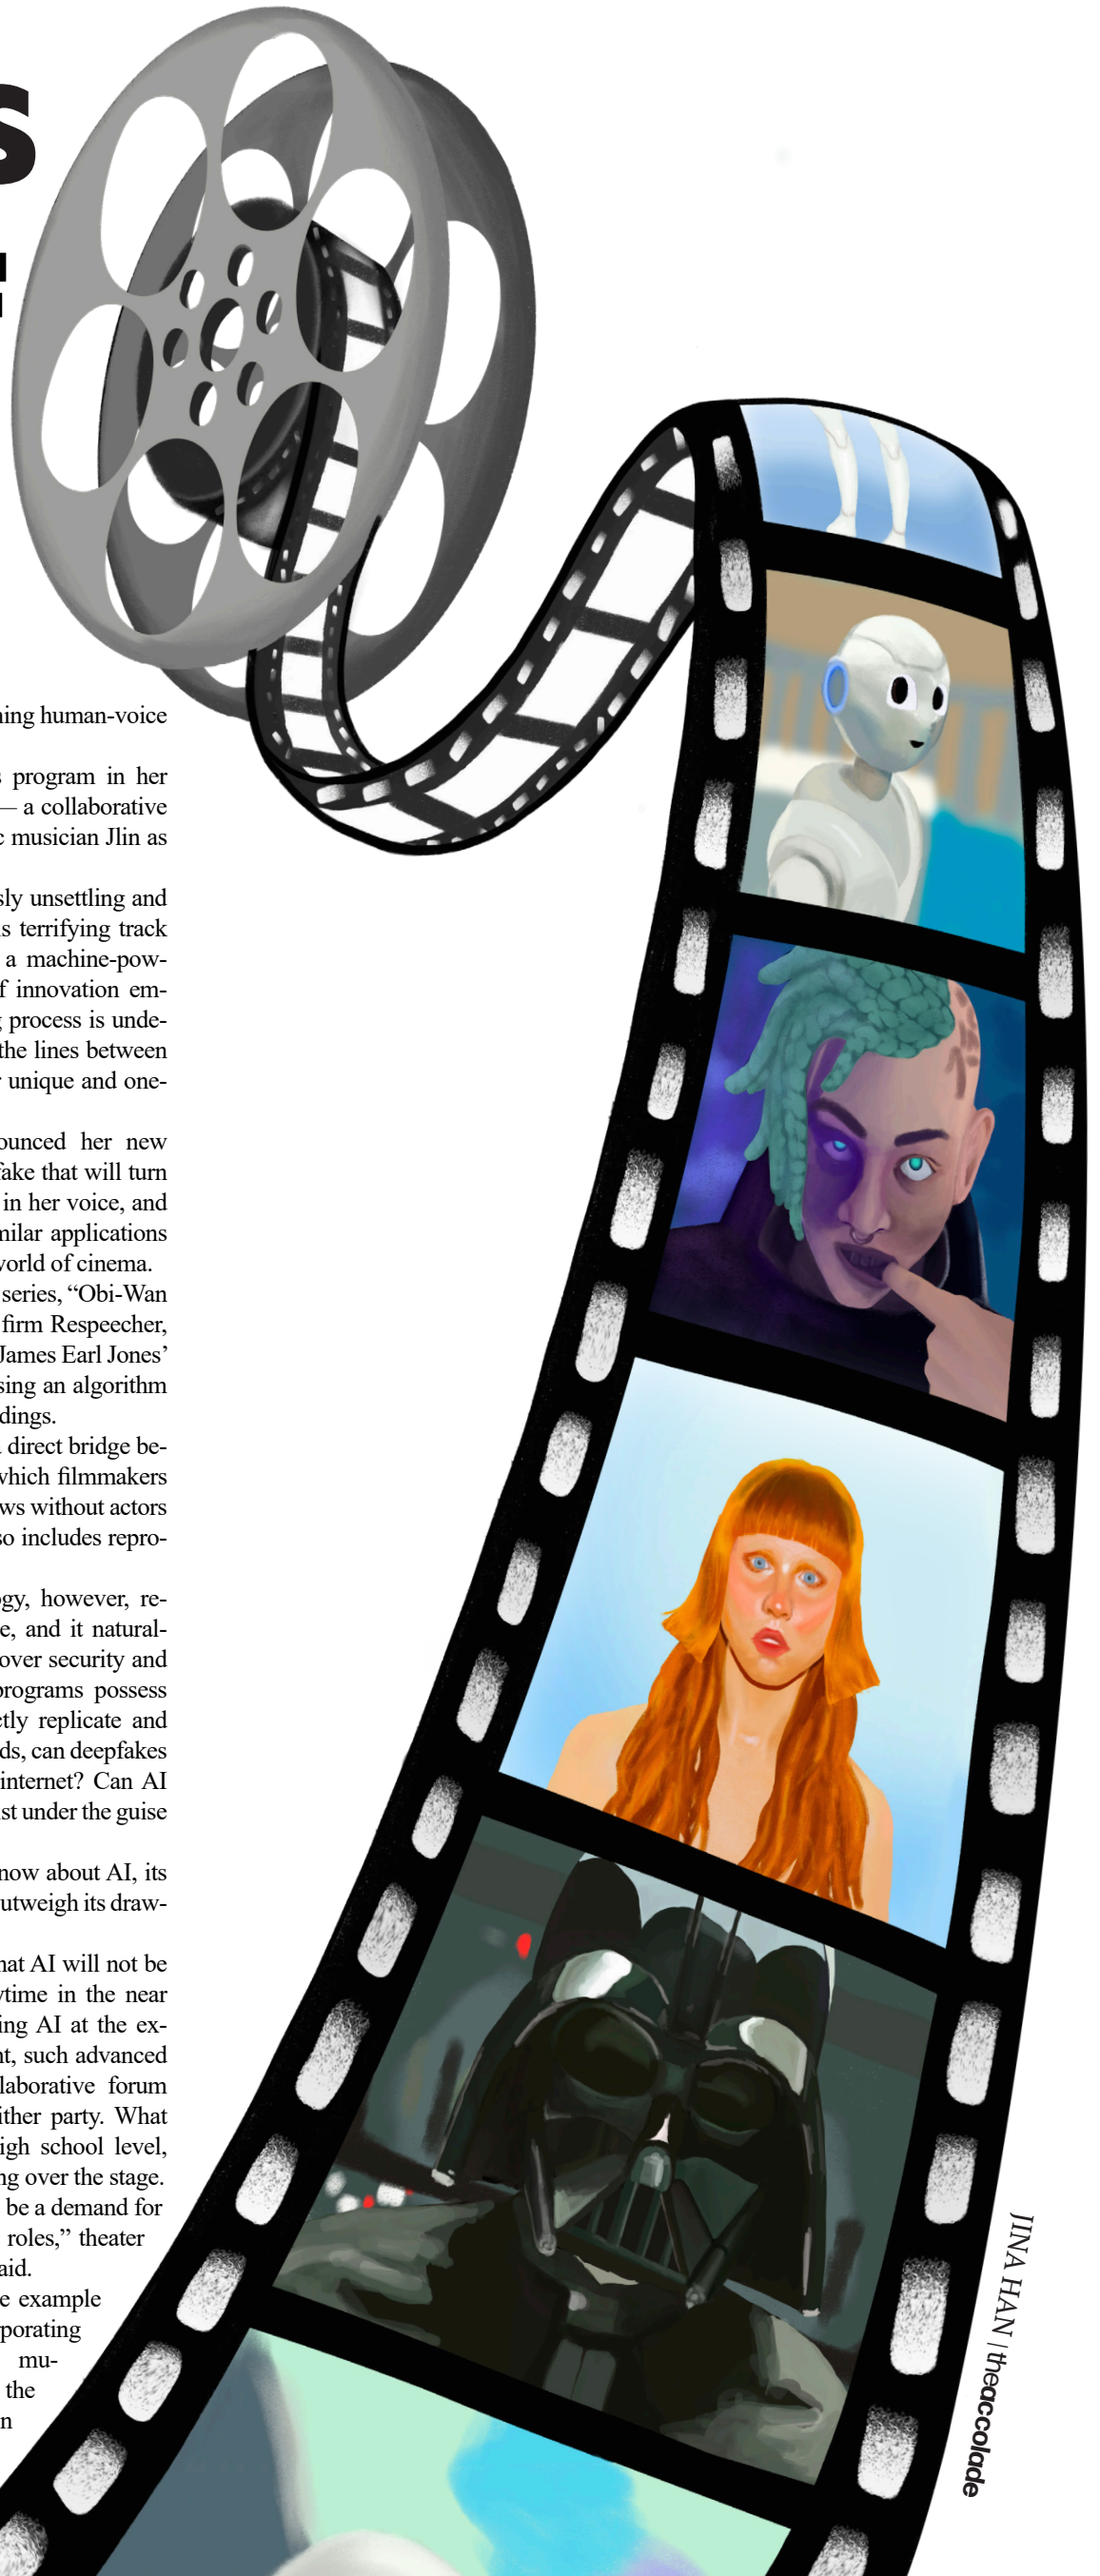 s
ning human-voice
s program in her
— a collaborative
c musician Jlin as
sly unsettling and
s terrifying track
a machine-pow-
f innovation em-
g process is unde-
the lines between
r unique and one-
ounced her new
fake that will turn
in her voice, and
milar applications
world of cinema.
series, “Obi-Wan
firm Respeecher,
James Earl Jones’
sing an algorithm
dings.
a direct bridge be-
which filmmakers
ws without actors
so includes repro-
gy, however, re-
e, and it natural-
over security and
programs possess
ctly replicate and
ds, can deepfakes
internet? Can AI
st under the guise
now about AI, its
utweigh its draw-
hat AI will not be
ytime in the near
ing AI at the ex-
nt, such advanced
llaborative forum
ither party. What
igh school level,
ng over the stage.
be a demand for
roles,” theater
aid.
e example
rporating
mu-
the
n
JINA HAN | theaccolade